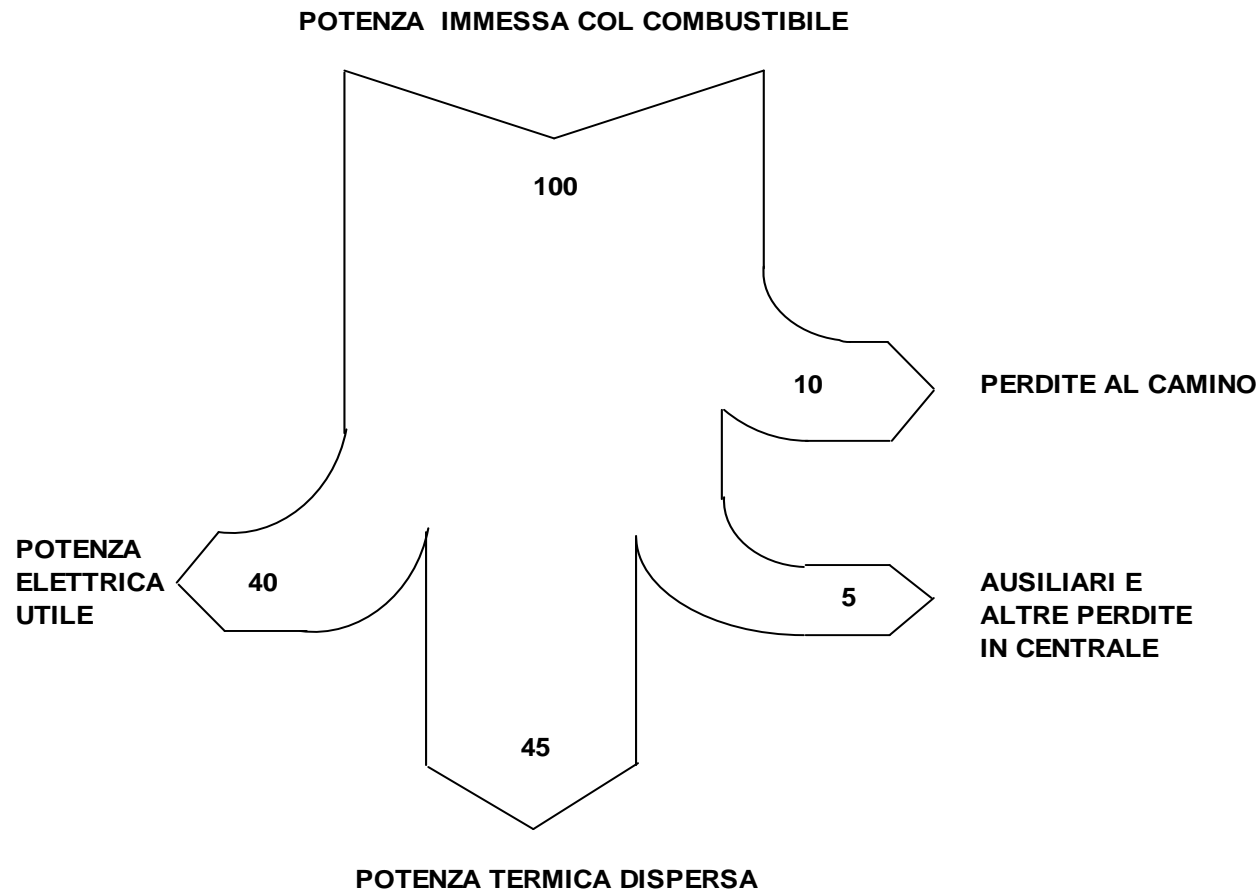 POTENZA IMMESSA COL COMBUSTIBILE
100
10
PERDITE AL CAMINO
POTENZA
ELETTRICA
UTILE
40
5
AUSILIARI E
ALTRE PERDITE
IN CENTRALE
45
POTENZA TERMICA DISPERSA